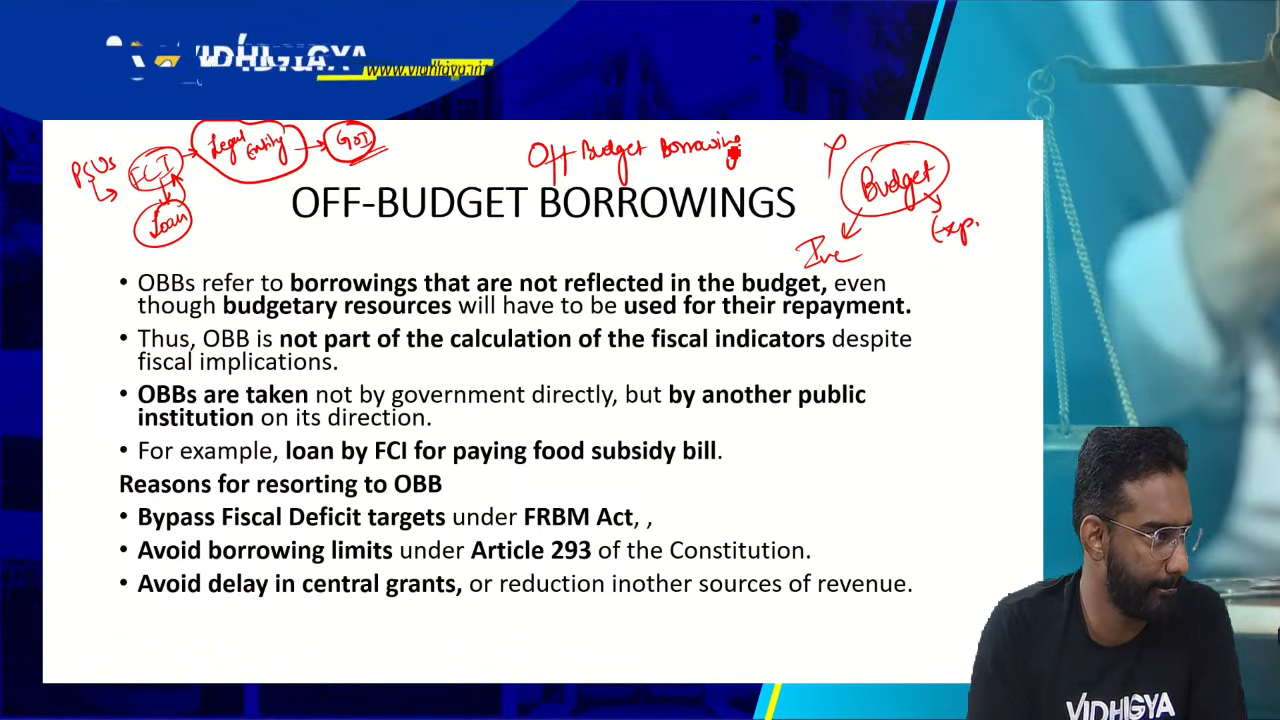 VIDHIGYA
www.vidhigya.in
PSUs
FCI
Legal
Entity
GOI
Loan
Off Budget Borrowing
Budget
Exp.
OFF-BUDGET BORROWINGS
• OBBs refer to borrowings that are not reflected in the budget, even
though budgetary resources will have to be used for their repayment.
• Thus, OBB is not part of the calculation of the fiscal indicators despite
fiscal implications.
• OBBs are taken not by government directly, but by another public
institution on its direction.
• For example, loan by FCI for paying food subsidy bill.
Reasons for resorting to OBB
• Bypass Fiscal Deficit targets under FRBM Act, ,
• Avoid borrowing limits under Article 293 of the Constitution.
• Avoid delay in central grants, or reduction inother sources of revenue.
VIDHIGYA